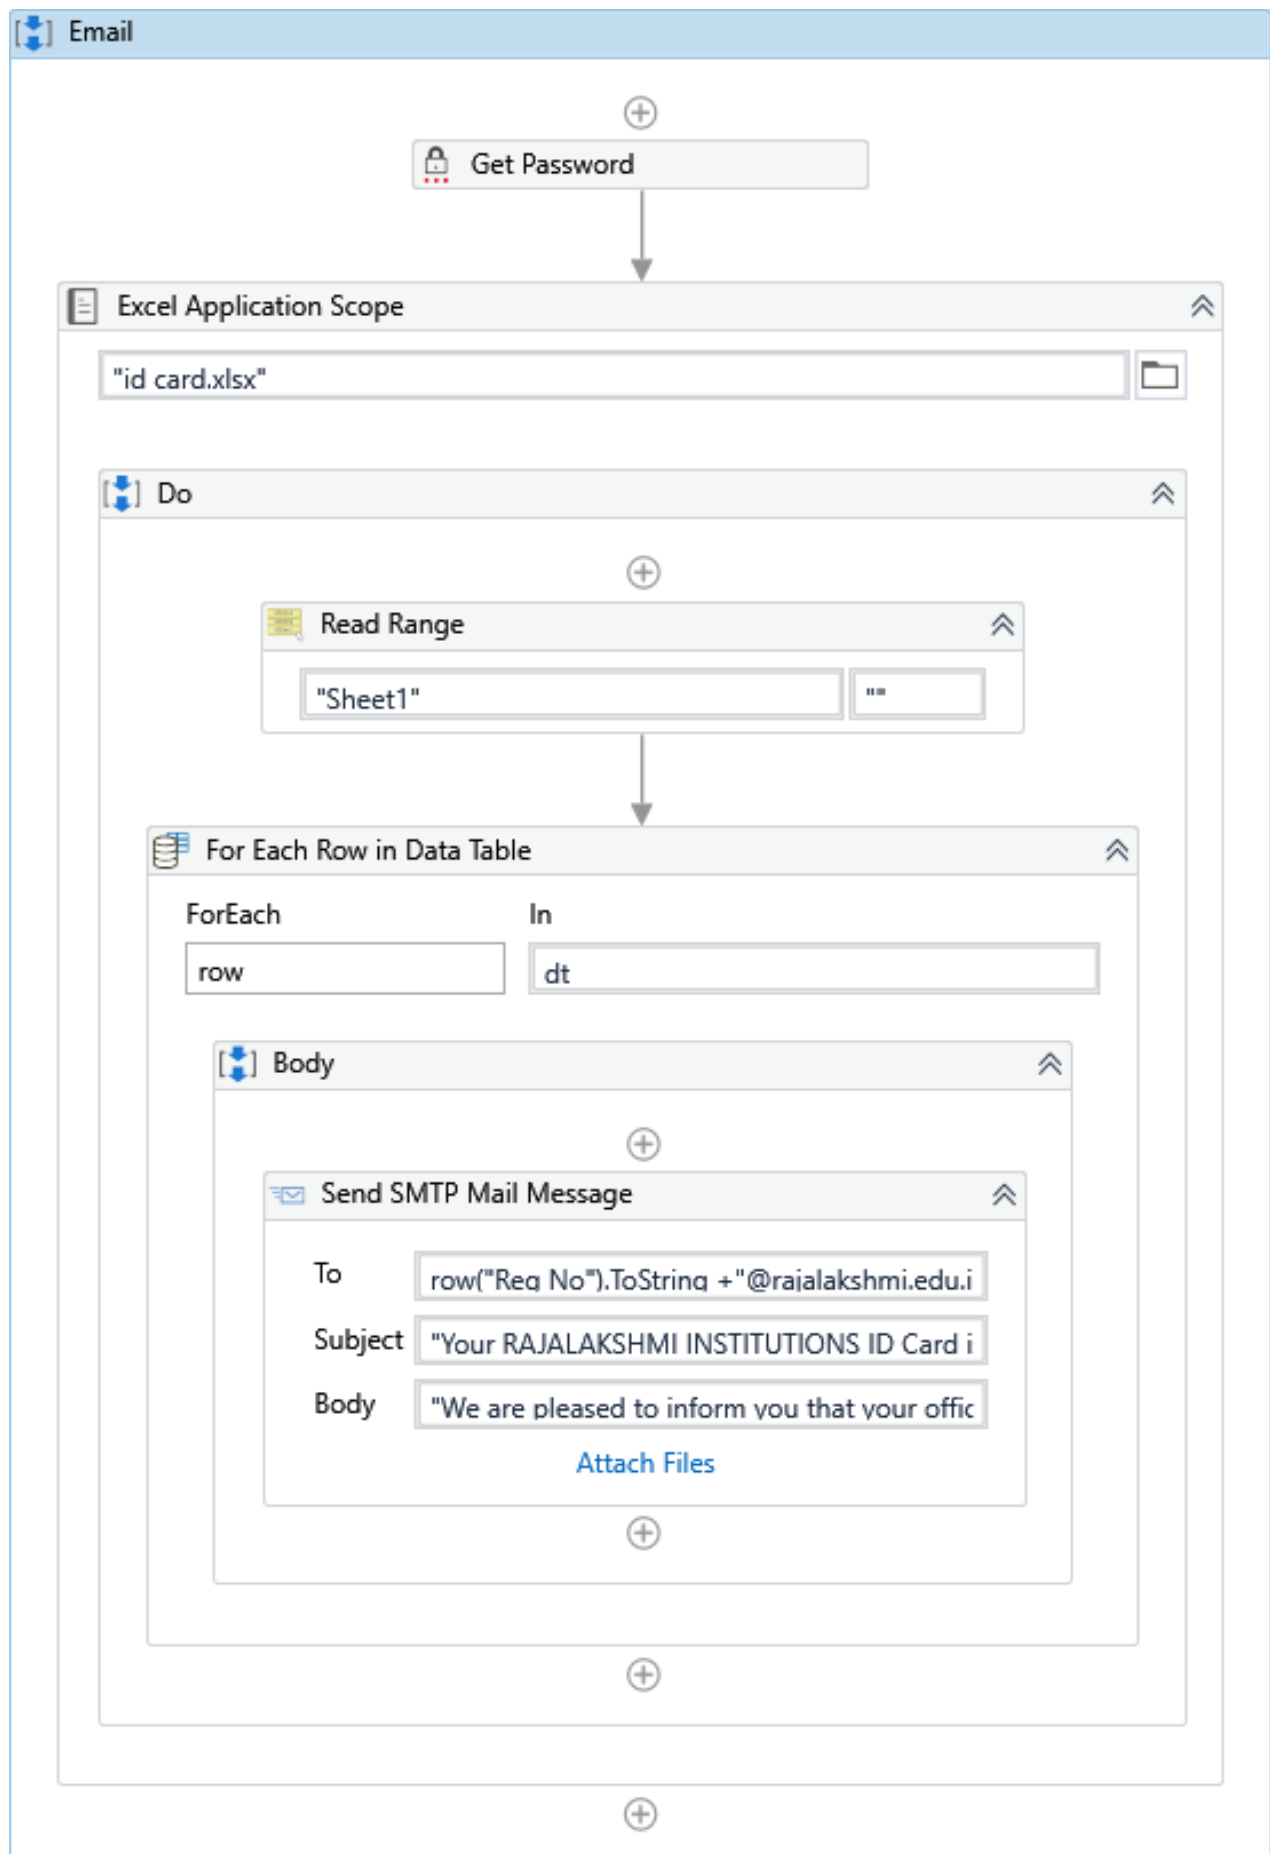 Email
Get Password
Excel Application Scope
"id card.xlsx"
Do
Read Range
"Sheet1" ""
For Each Row in Data Table
ForEach In
row dt
Body
Send SMTP Mail Message
To row("Reg No").ToString +"@rajalakshmi.edu.i
Subject "Your RAJALAKSHMI INSTITUTIONS ID Card i
Body "We are pleased to inform you that your offic
Attach Files